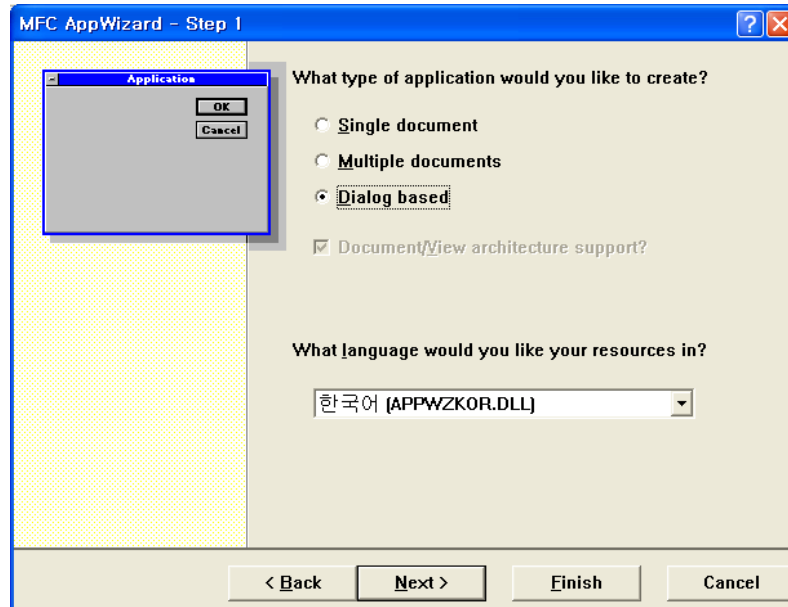 MFC AppWizard - Step 1
Application
OK
Cancel
What type of application would you like to create?
Single document
Multiple documents
Dialog based
Document/View architecture support?
What language would you like your resources in?
한국어 (APPWZKOR.DLL)
< Back Next > Finish Cancel